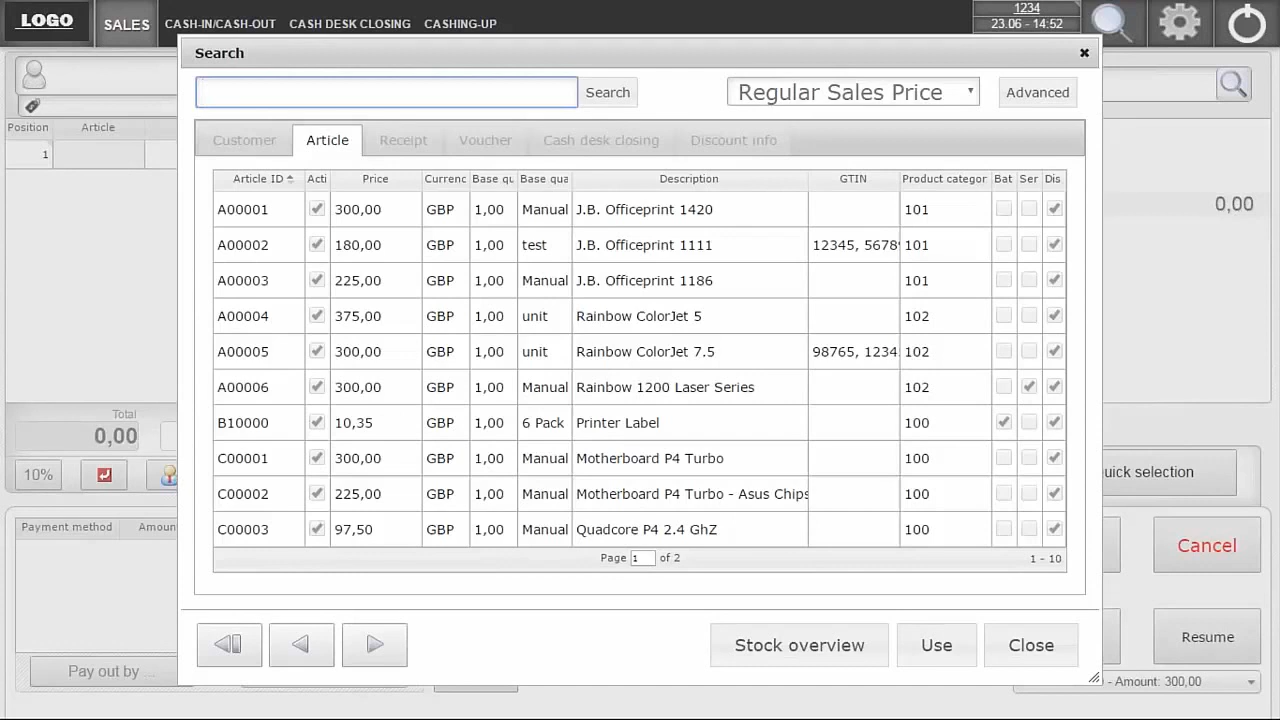 LOGO SALES CASH-IN/CASH-OUT CASH DESK CLOSING CASHING-UP 1234
23.06 - 14:52
Search
Search Regular Sales Price Advanced
Customer Article Receipt Voucher Cash desk closing Discount info
Position Article
1
Article ID Acti Price Currenc Base qu Base qua Description GTIN Product categor Bat Ser Dis
A00001 300,00 GBP 1,00 Manual J.B. Officeprint 1420 101
0,00
A00002 180,00 GBP 1,00 test J.B. Officeprint 1111 12345, 56789 101
A00003 225,00 GBP 1,00 Manual J.B. Officeprint 1186 101
A00004 375,00 GBP 1,00 unit Rainbow ColorJet 5 102
A00005 300,00 GBP 1,00 unit Rainbow ColorJet 7.5 98765, 1234 102
A00006 300,00 GBP 1,00 Manual Rainbow 1200 Laser Series 102
B10000 10,35 GBP 1,00 6 Pack Printer Label 100
C00001 300,00 GBP 1,00 Manual Motherboard P4 Turbo 100
C00002 225,00 GBP 1,00 Manual Motherboard P4 Turbo - Asus Chips 100
C00003 97,50 GBP 1,00 Manual Quadcore P4 2.4 GhZ 100
Page 1 of 2 1 - 10
Total
0,00
10%
uick selection
Payment method Amoun
Cancel
Resume
Stock overview Use Close
Pay out by ...
- Amount: 300,00